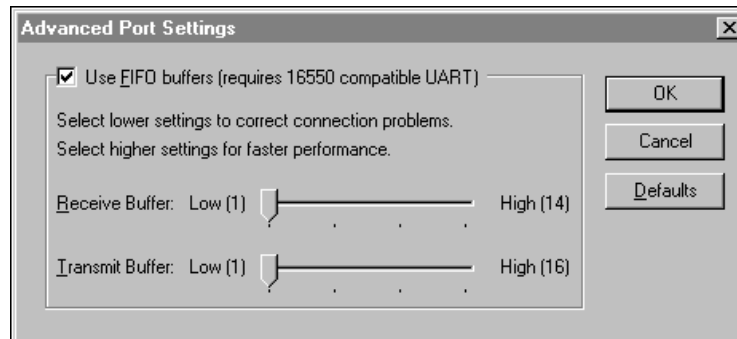 Advanced Port Settings
Use FIFO buffers (requires 16550 compatible UART)
Select lower settings to correct connection problems.
Select higher settings for faster performance.
Receive Buffer: Low (1) High (14)
Transmit Buffer: Low (1) High (16)
OK
Cancel
Defaults